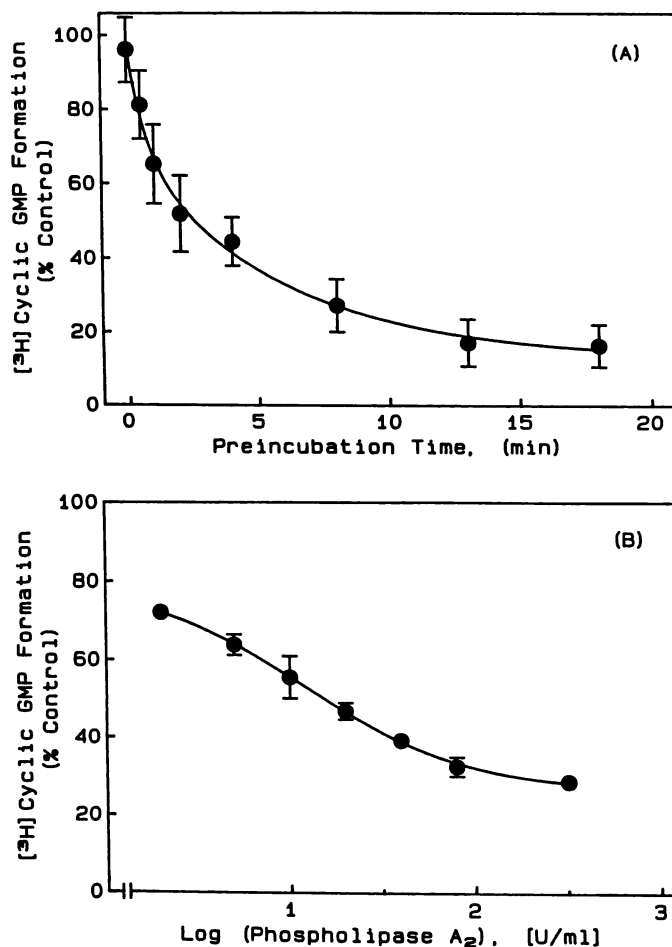 (A)
[³H]Cyclic GMP Formation
(% Control)
100
80
60
40
20
0
0 5 10 15 20
Preincubation Time, (min)
(B)
[³H]Cyclic GMP Formation
(% Control)
100
80
60
40
20
0
1 2 3
Log (Phospholipase A₂), [U/ml]